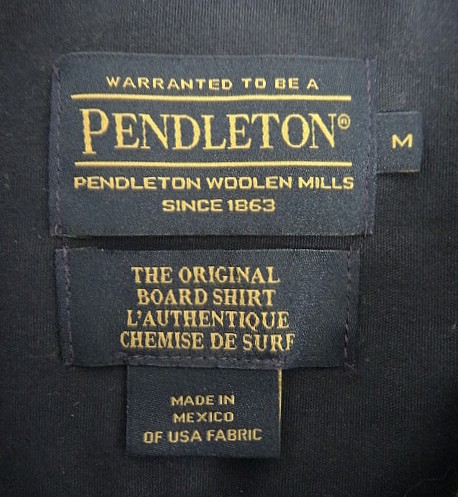 WARRANTED TO BE A
PENDLETON®
M
PENDLETON WOOLEN MILLS
SINCE 1863
THE ORIGINAL
BOARD SHIRT
L'AUTHENTIQUE
CHEMISE DE SURF
MADE IN
MEXICO
OF USA FABRIC